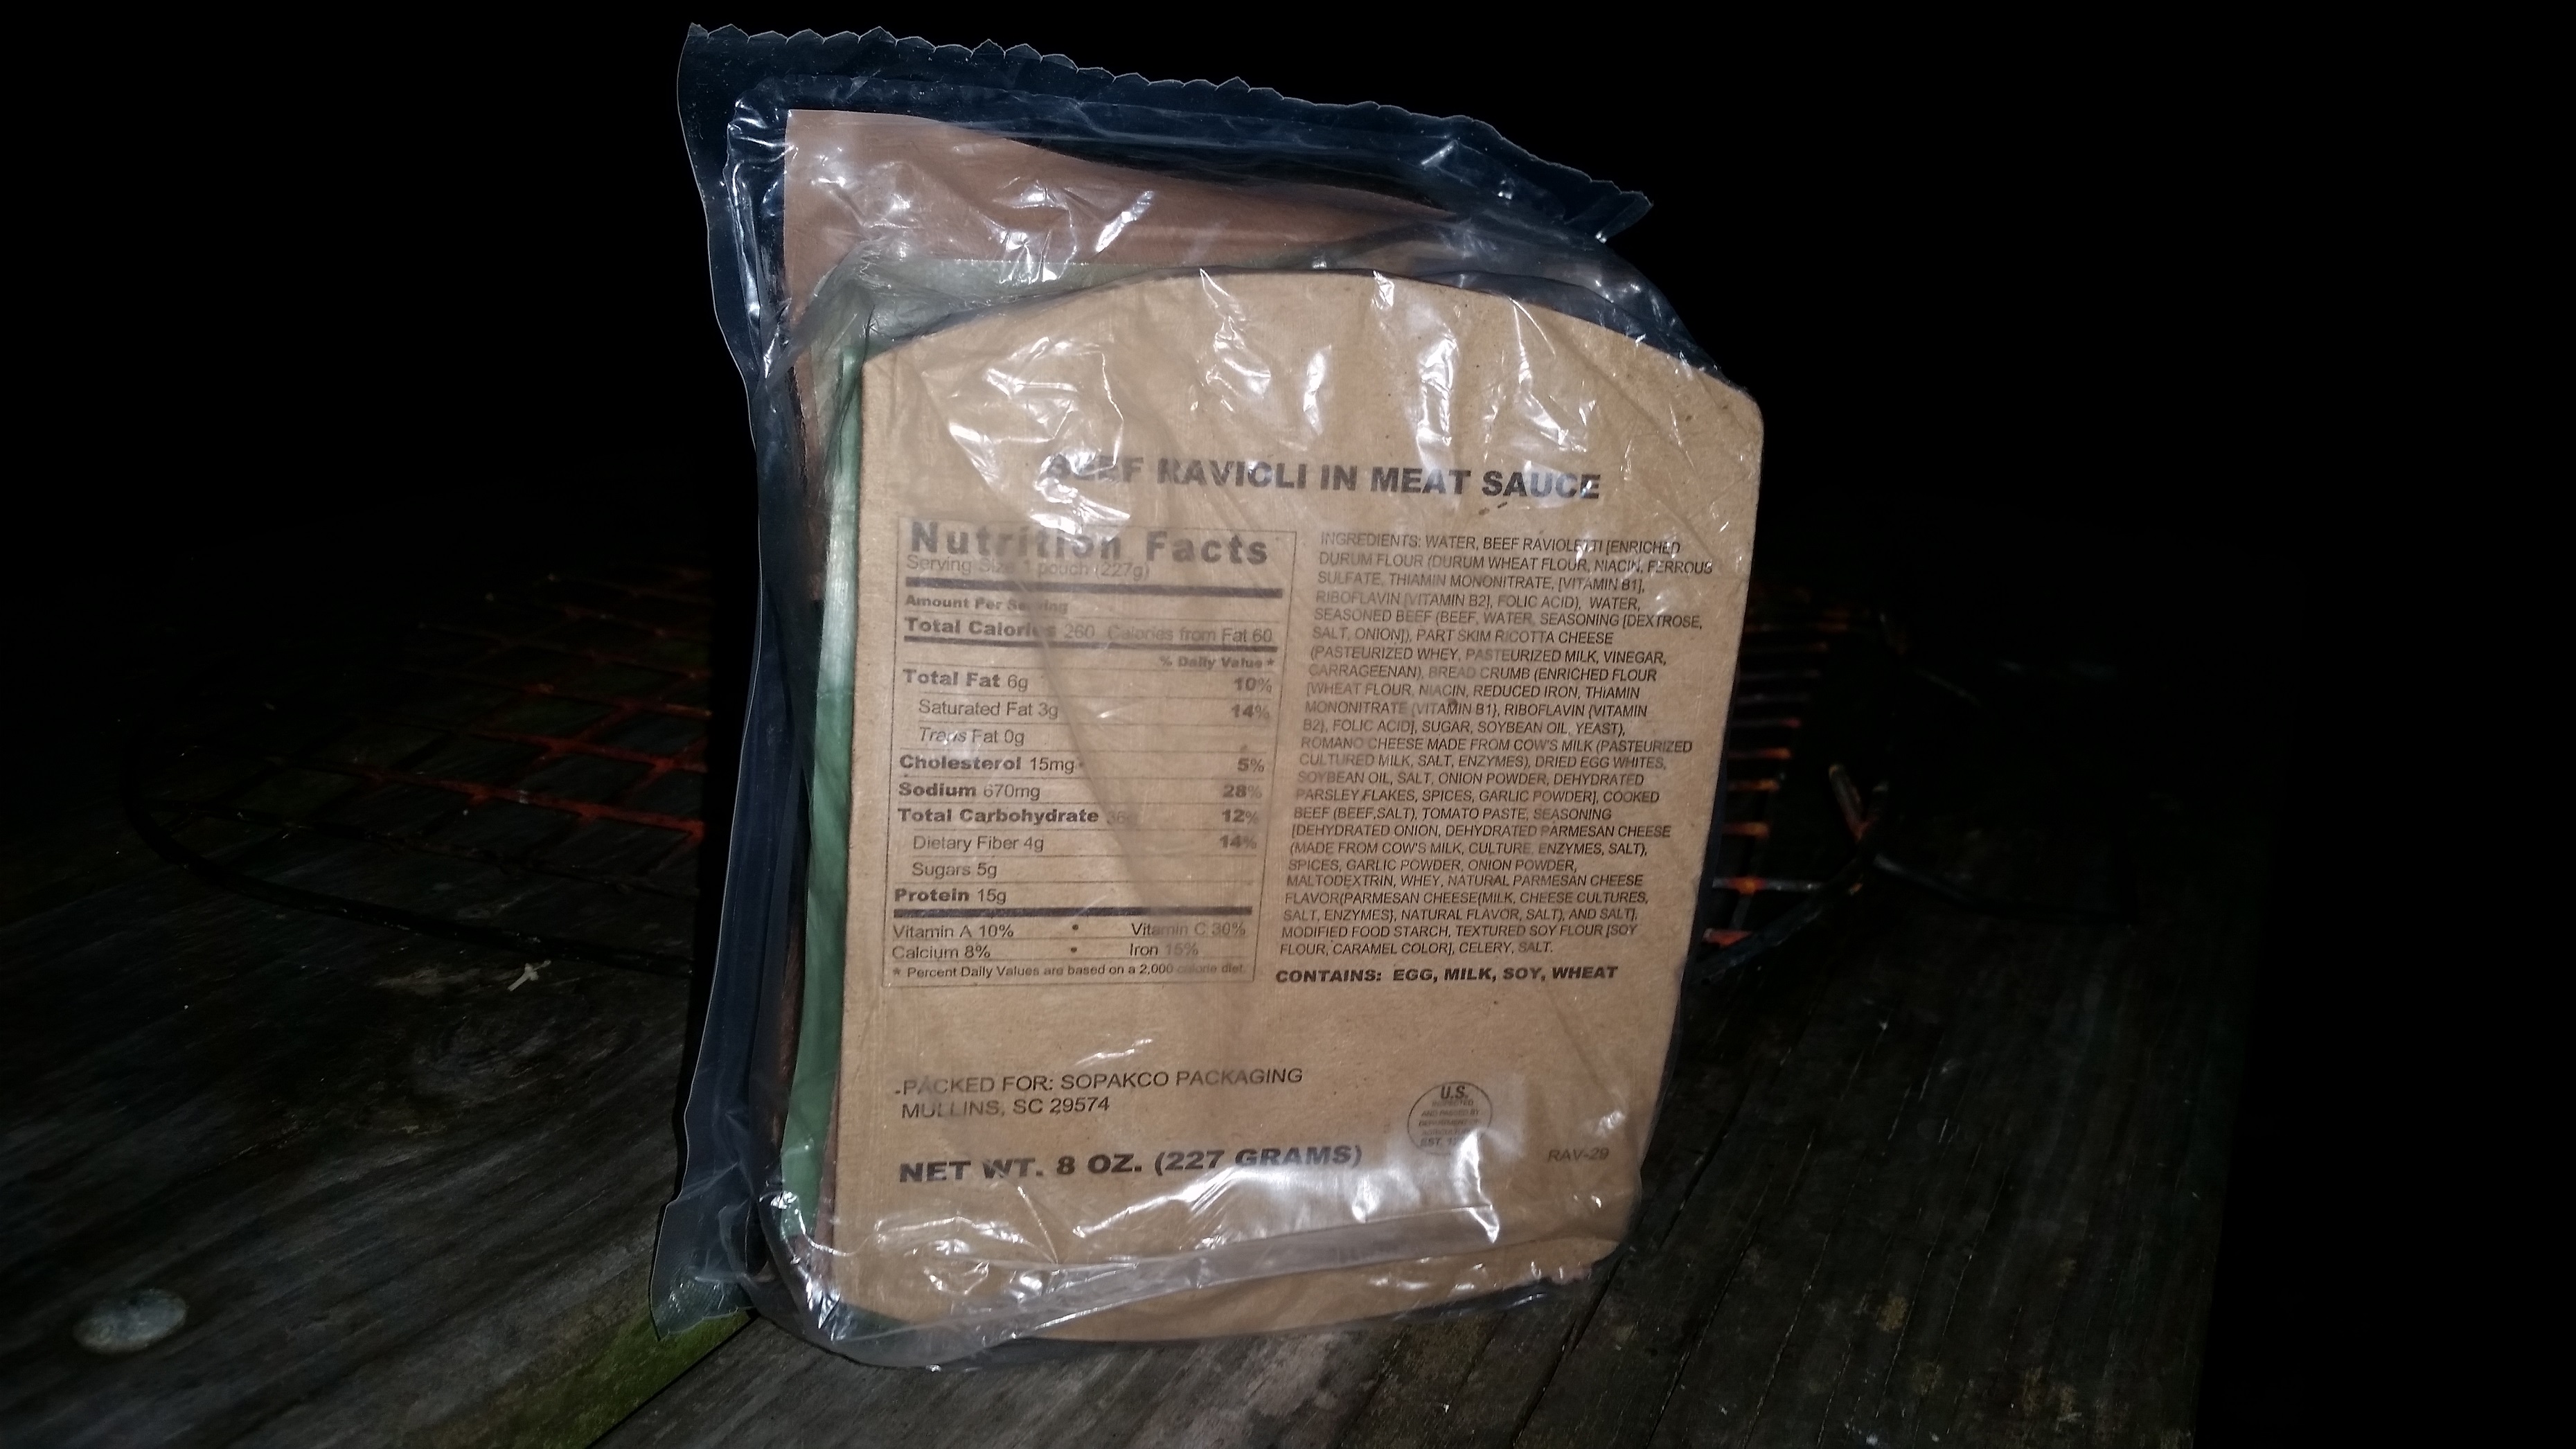 BEEF RAVIOLI IN MEAT SAUCE
Nutrition Facts
Serving Size 1 pouch (227g)
Amount Per Serving
Total Calories 260 Calories from Fat 60
% Daily Value *
Total Fat 6g 10%
Saturated Fat 3g 14%
Trans Fat 0g
Cholesterol 15mg 5%
Sodium 670mg 28%
Total Carbohydrate 12%
Dietary Fiber 4g 14%
Sugars 5g
Protein 15g
Vitamin A 10% • Vitamin C 30%
Calcium 8% • Iron 15%
* Percent Daily Values are based on a 2,000 calorie diet
INGREDIENTS: WATER, BEEF RAVIOLETTI [ENRICHED
DURUM FLOUR (DURUM WHEAT FLOUR, NIACIN, FERROUS
SULFATE, THIAMIN MONONITRATE, [VITAMIN B1],
RIBOFLAVIN [VITAMIN B2], FOLIC ACID), WATER,
SEASONED BEEF (BEEF, WATER, SEASONING [DEXTROSE,
SALT, ONION]), PART SKIM RICOTTA CHEESE
(PASTEURIZED WHEY, PASTEURIZED MILK, VINEGAR,
CARRAGEENAN), BREAD CRUMB (ENRICHED FLOUR
[WHEAT FLOUR, NIACIN, REDUCED IRON, THIAMIN
MONONITRATE {VITAMIN B1}, RIBOFLAVIN {VITAMIN
B2}, FOLIC ACID], SUGAR, SOYBEAN OIL, YEAST),
ROMANO CHEESE MADE FROM COW'S MILK (PASTEURIZED
CULTURED MILK, SALT, ENZYMES), DRIED EGG WHITES,
SOYBEAN OIL, SALT, ONION POWDER, DEHYDRATED
PARSLEY FLAKES, SPICES, GARLIC POWDER], COOKED
BEEF (BEEF,SALT), TOMATO PASTE, SEASONING
[DEHYDRATED ONION, DEHYDRATED PARMESAN CHEESE
(MADE FROM COW'S MILK, CULTURE, ENZYMES, SALT),
SPICES, GARLIC POWDER, ONION POWDER,
MALTODEXTRIN, WHEY, NATURAL PARMESAN CHEESE
FLAVOR(PARMESAN CHEESE{MILK, CHEESE CULTURES,
SALT, ENZYMES}, NATURAL FLAVOR, SALT), AND SALT],
MODIFIED FOOD STARCH, TEXTURED SOY FLOUR [SOY
FLOUR, CARAMEL COLOR], CELERY, SALT.
CONTAINS: EGG, MILK, SOY, WHEAT
PACKED FOR: SOPAKCO PACKAGING
MULLINS, SC 29574
U.S.
INSPECTED
AND PASSED BY
DEPARTMENT OF
AGRICULTURE
EST.
NET WT. 8 OZ. (227 GRAMS)
RAV-29